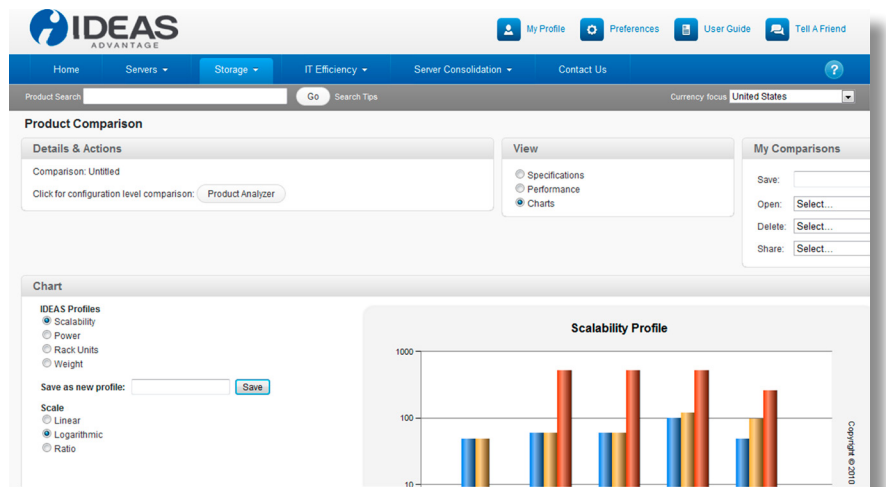 IDEAS
ADVANTAGE
My Profile
Preferences
User Guide
Tell A Friend
Home
Servers
Storage
IT Efficiency
Server Consolidation
Contact Us
?
Product Search
Go
Search Tips
Currency focus
United States
Product Comparison
Details & Actions
Comparison: Untitled
Click for configuration level comparison:
Product Analyzer
View
Specifications
Performance
Charts
My Comparisons
Save:
Open:
Select...
Delete:
Select...
Share:
Select...
Chart
IDEAS Profiles
Scalability
Power
Rack Units
Weight
Save as new profile:
Save
Scale
Linear
Logarithmic
Ratio
Scalability Profile
1000
100
10
Copyright © 2010